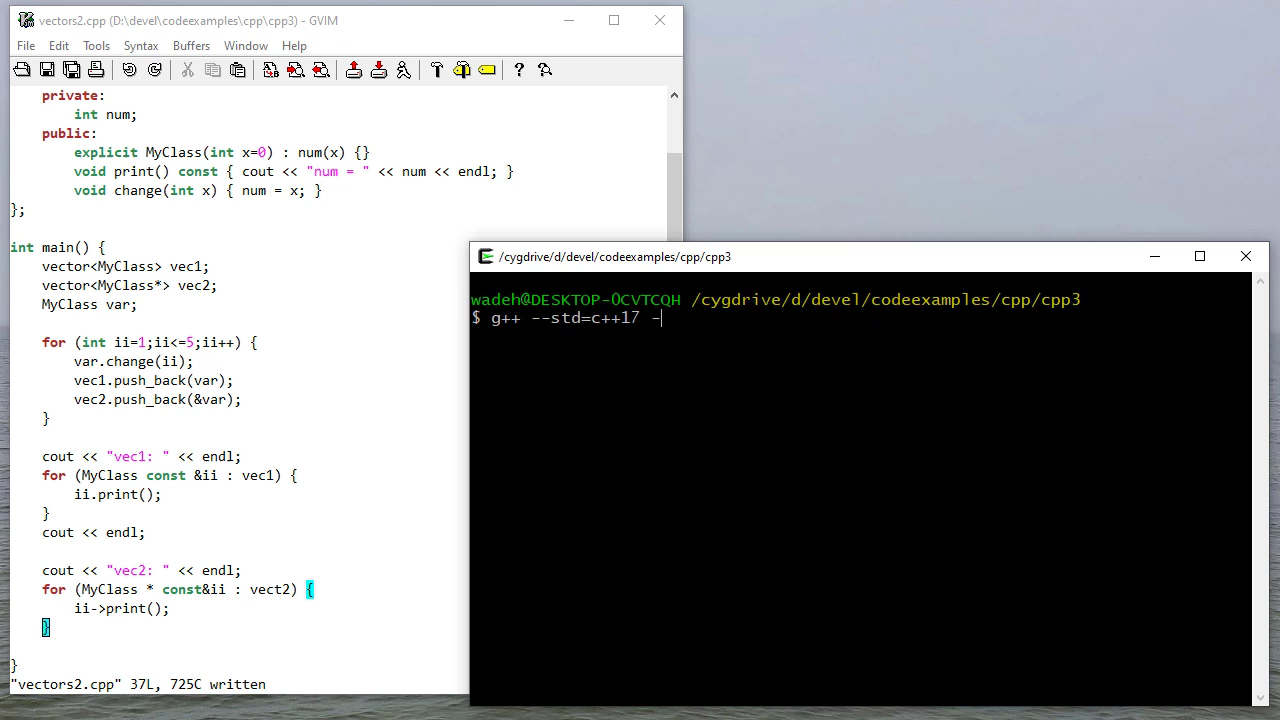 vectors2.cpp (D:\devel\codeexamples\cpp\cpp3) - GVIM
File Edit Tools Syntax Buffers Window Help
private:
int num;
public:
explicit MyClass(int x=0) : num(x) {}
void print() const { cout << "num = " << num << endl; }
void change(int x) { num = x; }
};
int main() {
vector<MyClass> vec1;
vector<MyClass*> vec2;
MyClass var;
for (int ii=1;ii<=5;ii++) {
var.change(ii);
vec1.push_back(var);
vec2.push_back(&var);
}
cout << "vec1: " << endl;
for (MyClass const &ii : vec1) {
ii.print();
}
cout << endl;
cout << "vec2: " << endl;
for (MyClass * const&ii : vect2) {
ii->print();
}
}
"vectors2.cpp" 37L, 725C written
/cygdrive/d/devel/codeexamples/cpp/cpp3
wadeh@DESKTOP-OCVTCQH /cygdrive/d/devel/codeexamples/cpp/cpp3
$ g++ --std=c++17 -